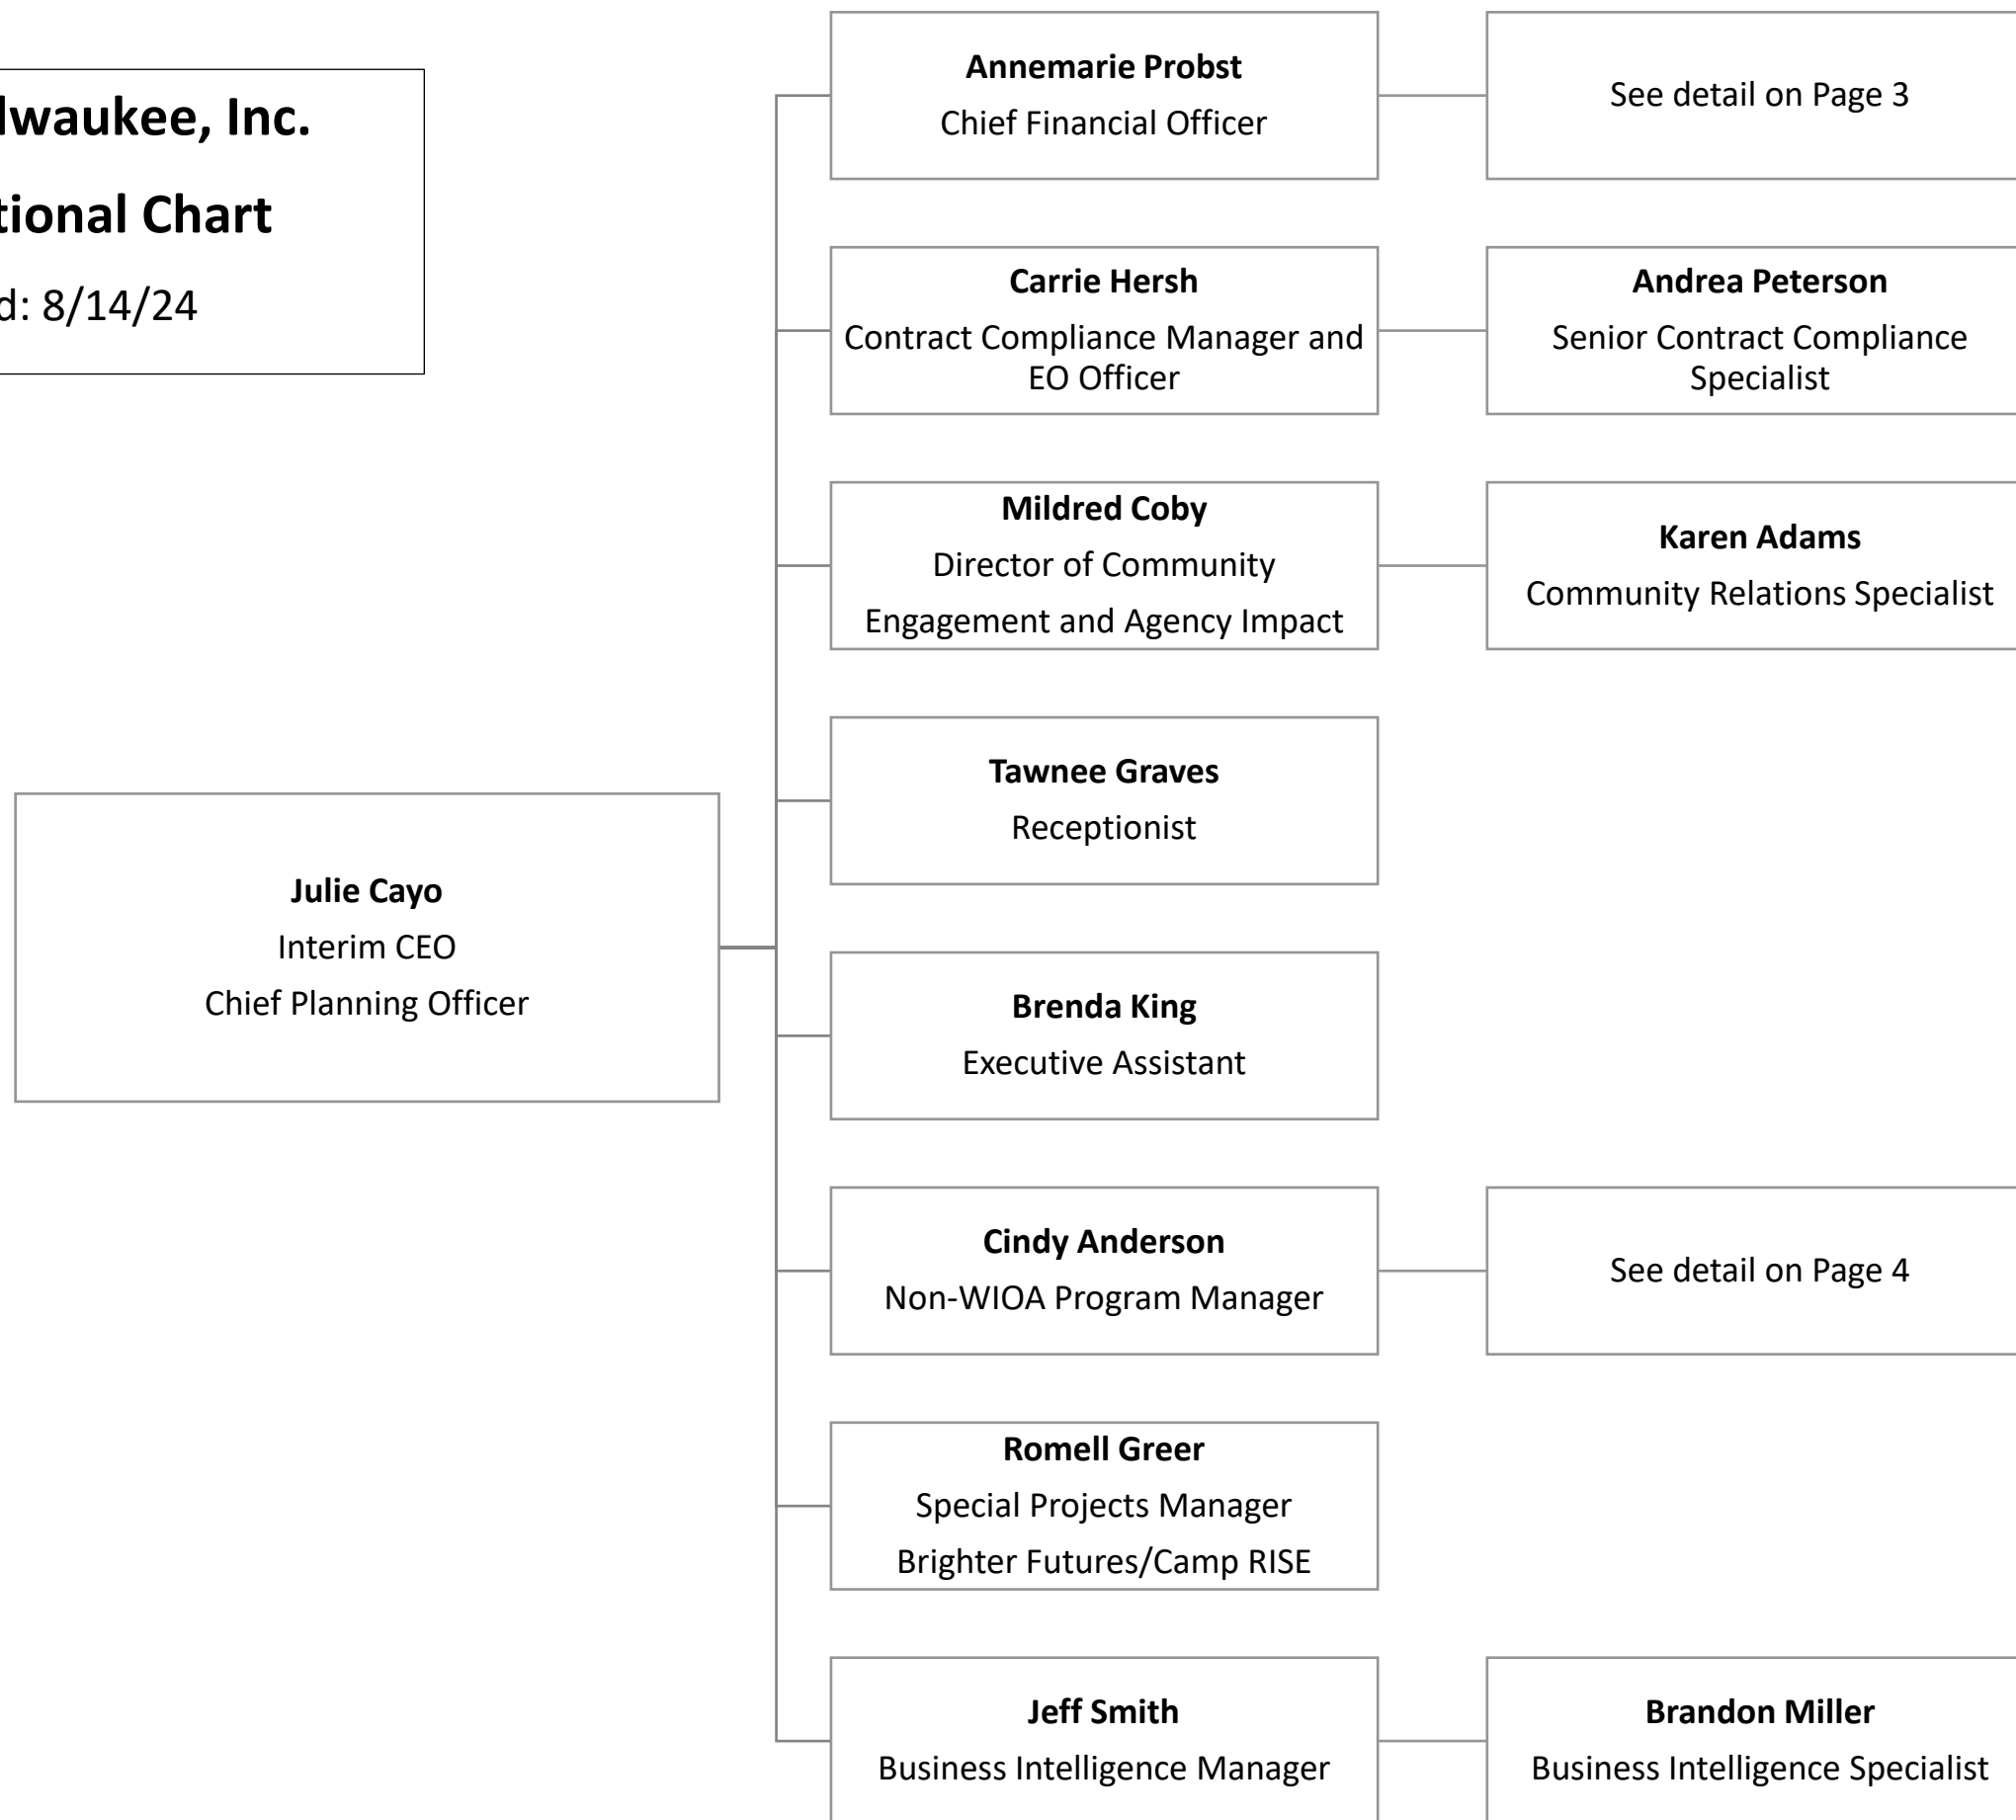 lwaukee, Inc.
tional Chart
d: 8/14/24
Julie Cayo
Interim CEO
Chief Planning Officer
Annemarie Probst
Chief Financial Officer
See detail on Page 3
Carrie Hersh
Contract Compliance Manager and
EO Officer
Andrea Peterson
Senior Contract Compliance
Specialist
Mildred Coby
Director of Community
Engagement and Agency Impact
Karen Adams
Community Relations Specialist
Tawnee Graves
Receptionist
Brenda King
Executive Assistant
Cindy Anderson
Non-WIOA Program Manager
See detail on Page 4
Romell Greer
Special Projects Manager
Brighter Futures/Camp RISE
Jeff Smith
Business Intelligence Manager
Brandon Miller
Business Intelligence Specialist